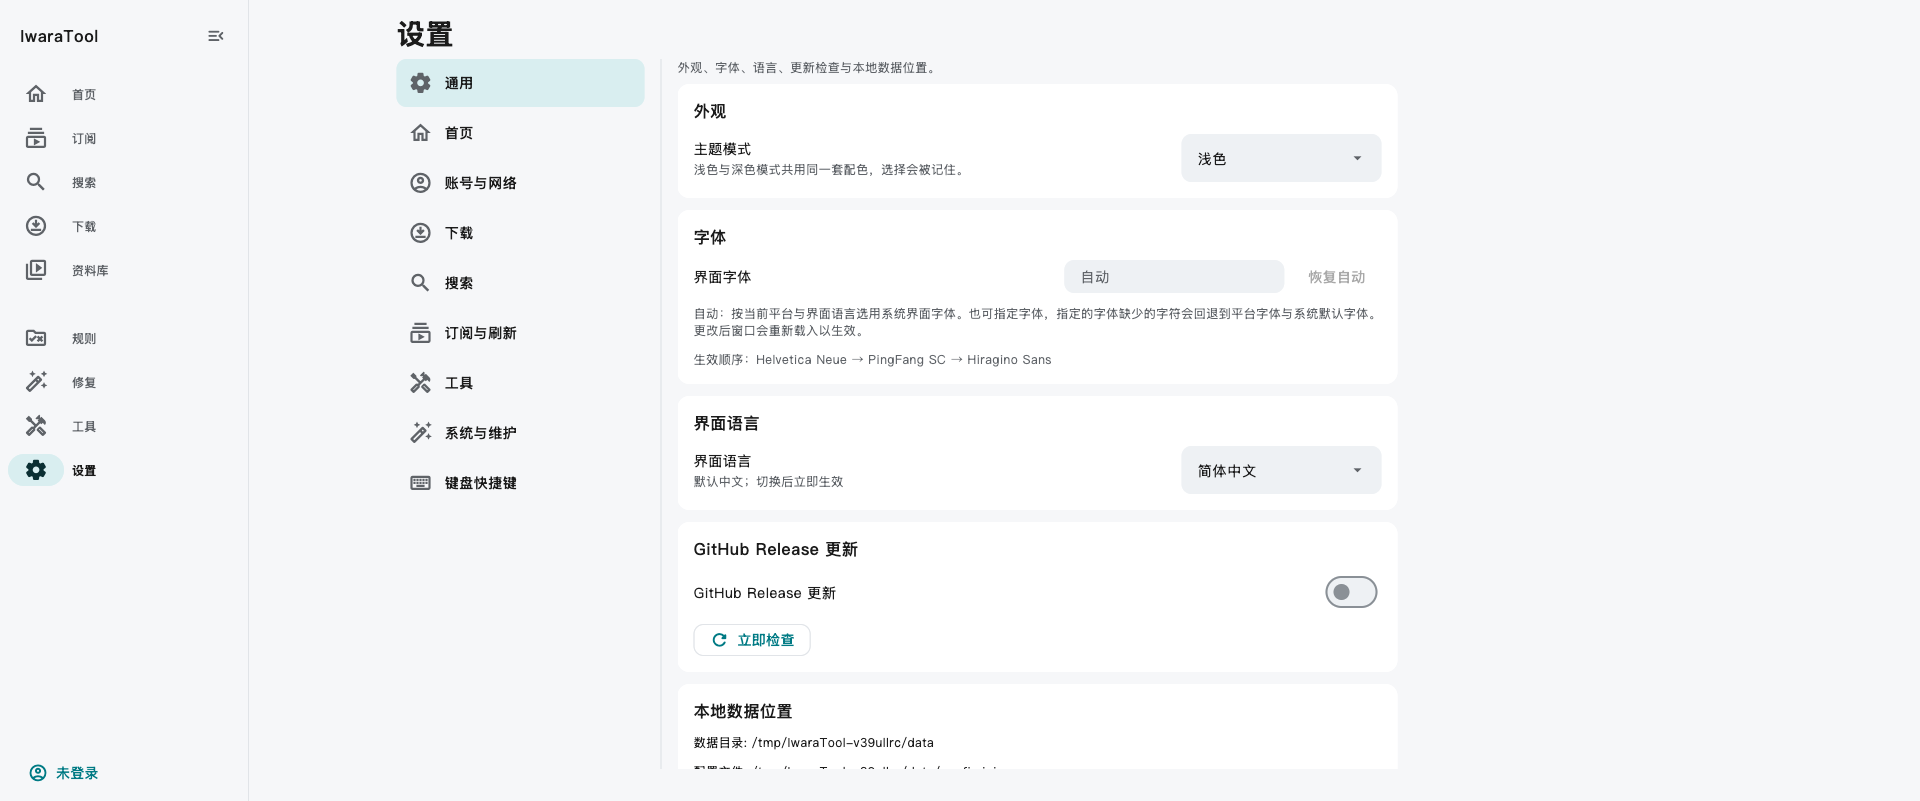 IwaraTool
首页
订阅
搜索
下载
资料库
规则
修复
工具
设置
未登录
设置
通用
首页
账号与网络
下载
搜索
订阅与刷新
工具
系统与维护
键盘快捷键
外观、字体、语言、更新检查与本地数据位置。
外观
主题模式
浅色与深色模式共用同一套配色，选择会被记住。
浅色
字体
界面字体
自动
恢复自动
自动：按当前平台与界面语言选用系统界面字体。也可指定字体，指定的字体缺少的字符会回退到平台字体与系统默认字体。
更改后窗口会重新载入以生效。
生效顺序：Helvetica Neue → PingFang SC → Hiragino Sans
界面语言
界面语言
默认中文；切换后立即生效
简体中文
GitHub Release 更新
GitHub Release 更新
立即检查
本地数据位置
数据目录: /tmp/IwaraTool-v39ullrc/data